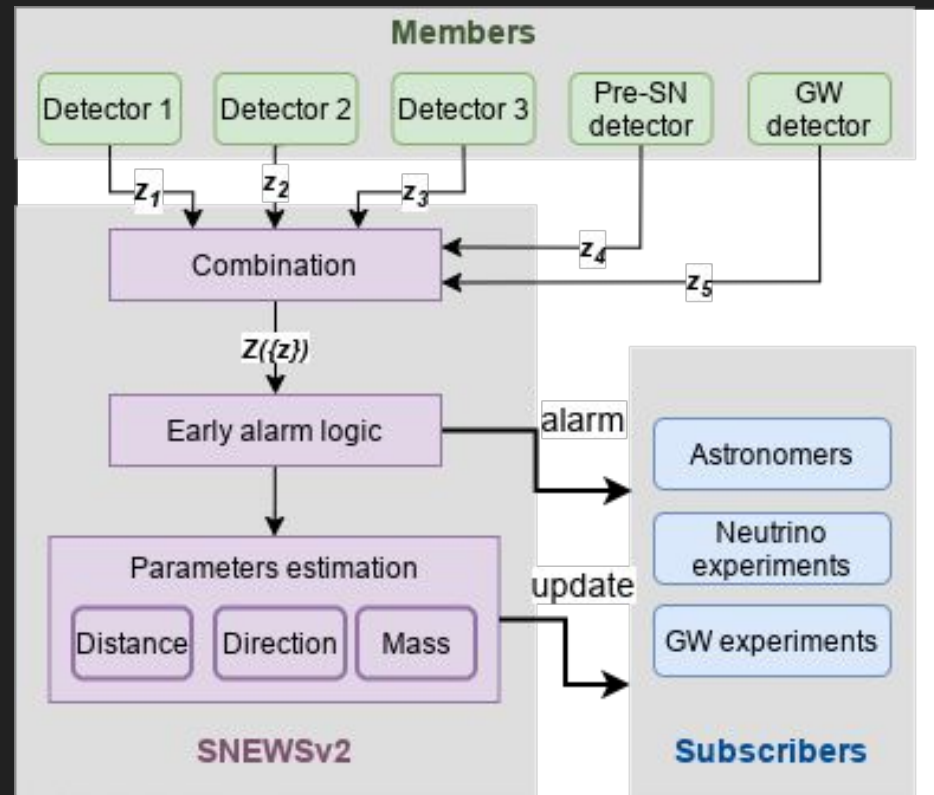 Members
Detector 1
Detector 2
Detector 3
Pre-SN
detector
GW
detector
z1
z2
z3
z4
z5
Combination
Z({z})
Early alarm logic
alarm
Parameters estimation
Distance
Direction
Mass
update
Astronomers
Neutrino
experiments
GW experiments
SNEWSv2
Subscribers